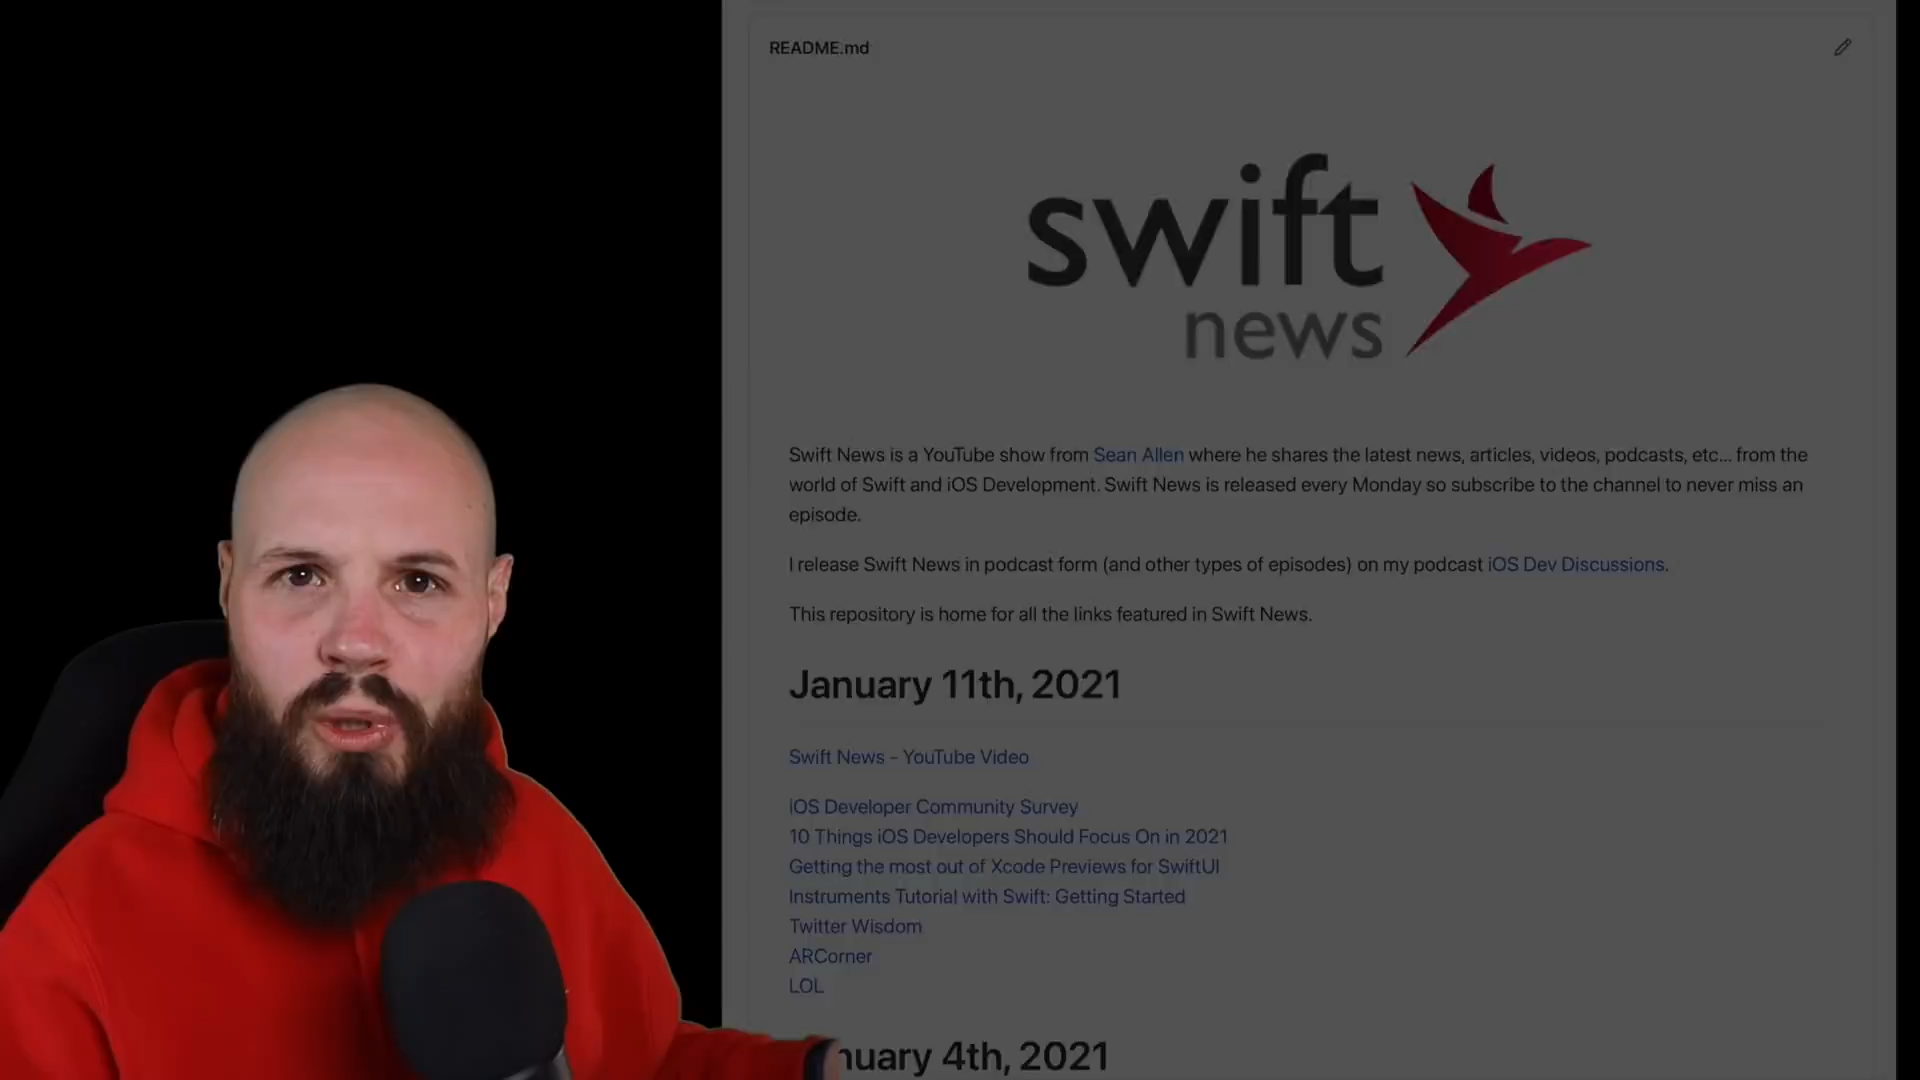 README.md
swift
news
Swift News is a YouTube show from Sean Allen where he shares the latest news, articles, videos, podcasts, etc... from the
world of Swift and iOS Development. Swift News is released every Monday so subscribe to the channel to never miss an
episode.
I release Swift News in podcast form (and other types of episodes) on my podcast iOS Dev Discussions.
This repository is home for all the links featured in Swift News.
January 11th, 2021
Swift News - YouTube Video
iOS Developer Community Survey
10 Things iOS Developers Should Focus On in 2021
Getting the most out of Xcode Previews for SwiftUI
Instruments Tutorial with Swift: Getting Started
Twitter Wisdom
ARCorner
LOL
nuary 4th, 2021